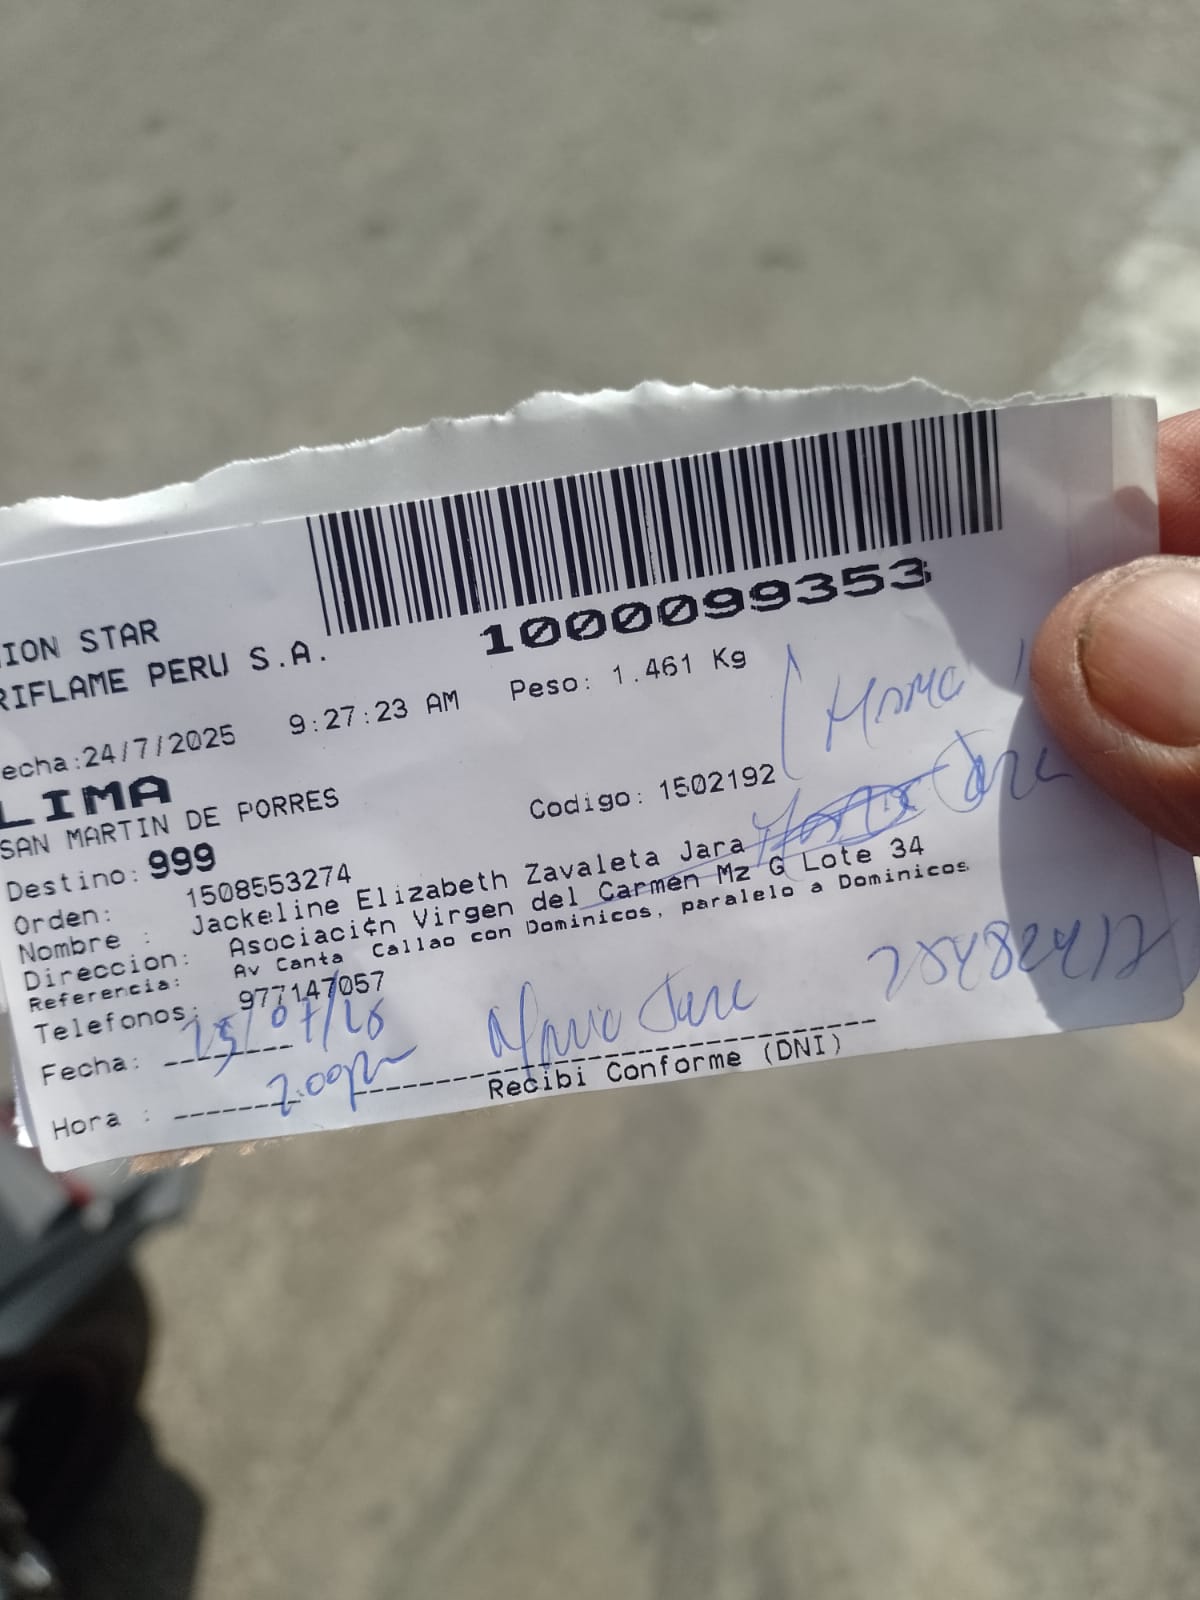 ION STAR
RIFLAME PERU S.A.
1000099353
echa:24/7/2025 9:27:23 AM Peso: 1.461 Kg
LIMA
SAN MARTIN DE PORRES
Codigo: 1502192
Destino: 999
Orden: 1508553274
Nombre : Jackeline Elizabeth Zavaleta Jara
Direccion: Asociaci¢n Virgen del Carmen Mz G Lote 34
Referencia: Av Canta Callao con Dominicos, paralelo a Dominicos
Telefonos: 977147057
Fecha:
Hora : 2:00pm
Recibi Conforme (DNI)